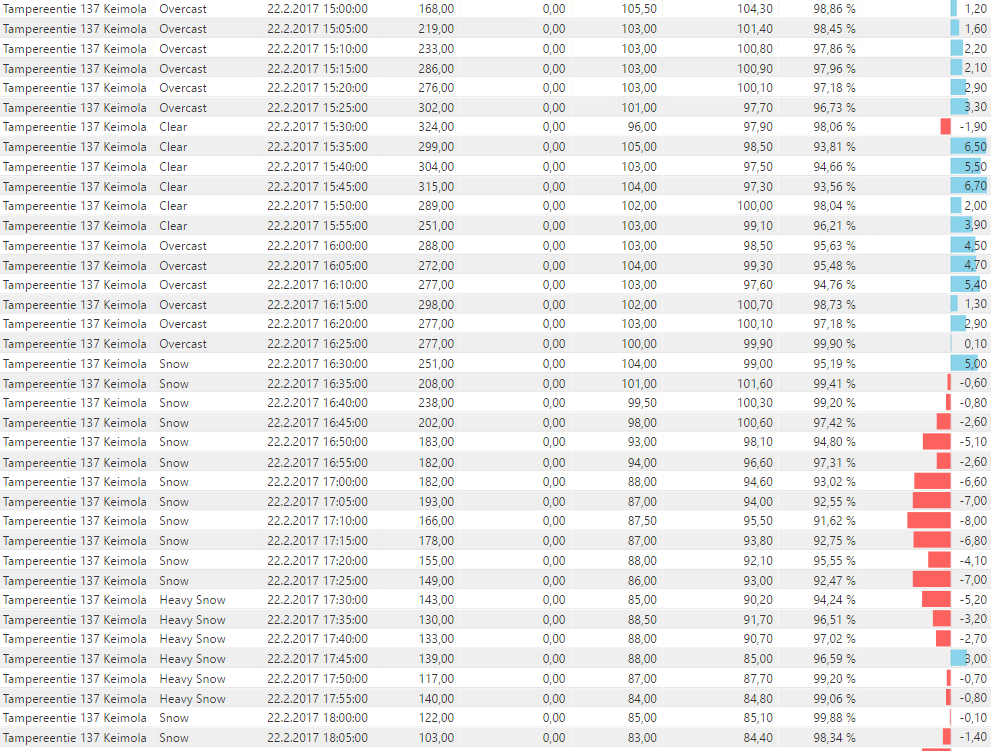 Tampereentie 137 Keimola Overcast 22.2.2017 15:00:00 168,00 0,00 105,50 104,30 98,86 % 1,20
Tampereentie 137 Keimola Overcast 22.2.2017 15:05:00 219,00 0,00 103,00 101,40 98,45 % 1,60
Tampereentie 137 Keimola Overcast 22.2.2017 15:10:00 233,00 0,00 103,00 100,80 97,86 % 2,20
Tampereentie 137 Keimola Overcast 22.2.2017 15:15:00 286,00 0,00 103,00 100,90 97,96 % 2,10
Tampereentie 137 Keimola Overcast 22.2.2017 15:20:00 276,00 0,00 103,00 100,10 97,18 % 2,90
Tampereentie 137 Keimola Overcast 22.2.2017 15:25:00 302,00 0,00 101,00 97,70 96,73 % 3,30
Tampereentie 137 Keimola Clear 22.2.2017 15:30:00 324,00 0,00 96,00 97,90 98,06 % -1,90
Tampereentie 137 Keimola Clear 22.2.2017 15:35:00 299,00 0,00 105,00 98,50 93,81 % 6,50
Tampereentie 137 Keimola Clear 22.2.2017 15:40:00 304,00 0,00 103,00 97,50 94,66 % 5,50
Tampereentie 137 Keimola Clear 22.2.2017 15:45:00 315,00 0,00 104,00 97,30 93,56 % 6,70
Tampereentie 137 Keimola Clear 22.2.2017 15:50:00 289,00 0,00 102,00 100,00 98,04 % 2,00
Tampereentie 137 Keimola Clear 22.2.2017 15:55:00 251,00 0,00 103,00 99,10 96,21 % 3,90
Tampereentie 137 Keimola Overcast 22.2.2017 16:00:00 288,00 0,00 103,00 98,50 95,63 % 4,50
Tampereentie 137 Keimola Overcast 22.2.2017 16:05:00 272,00 0,00 104,00 99,30 95,48 % 4,70
Tampereentie 137 Keimola Overcast 22.2.2017 16:10:00 277,00 0,00 103,00 97,60 94,76 % 5,40
Tampereentie 137 Keimola Overcast 22.2.2017 16:15:00 298,00 0,00 102,00 100,70 98,73 % 1,30
Tampereentie 137 Keimola Overcast 22.2.2017 16:20:00 277,00 0,00 103,00 100,10 97,18 % 2,90
Tampereentie 137 Keimola Overcast 22.2.2017 16:25:00 277,00 0,00 100,00 99,90 99,90 % 0,10
Tampereentie 137 Keimola Snow 22.2.2017 16:30:00 251,00 0,00 104,00 99,00 95,19 % 5,00
Tampereentie 137 Keimola Snow 22.2.2017 16:35:00 208,00 0,00 101,00 101,60 99,41 % -0,60
Tampereentie 137 Keimola Snow 22.2.2017 16:40:00 238,00 0,00 99,50 100,30 99,20 % -0,80
Tampereentie 137 Keimola Snow 22.2.2017 16:45:00 202,00 0,00 98,00 100,60 97,42 % -2,60
Tampereentie 137 Keimola Snow 22.2.2017 16:50:00 183,00 0,00 93,00 98,10 94,80 % -5,10
Tampereentie 137 Keimola Snow 22.2.2017 16:55:00 182,00 0,00 94,00 96,60 97,31 % -2,60
Tampereentie 137 Keimola Snow 22.2.2017 17:00:00 182,00 0,00 88,00 94,60 93,02 % -6,60
Tampereentie 137 Keimola Snow 22.2.2017 17:05:00 193,00 0,00 87,00 94,00 92,55 % -7,00
Tampereentie 137 Keimola Snow 22.2.2017 17:10:00 166,00 0,00 87,50 95,50 91,62 % -8,00
Tampereentie 137 Keimola Snow 22.2.2017 17:15:00 178,00 0,00 87,00 93,80 92,75 % -6,80
Tampereentie 137 Keimola Snow 22.2.2017 17:20:00 155,00 0,00 88,00 92,10 95,55 % -4,10
Tampereentie 137 Keimola Snow 22.2.2017 17:25:00 149,00 0,00 86,00 93,00 92,47 % -7,00
Tampereentie 137 Keimola Heavy Snow 22.2.2017 17:30:00 143,00 0,00 85,00 90,20 94,24 % -5,20
Tampereentie 137 Keimola Heavy Snow 22.2.2017 17:35:00 130,00 0,00 88,50 91,70 96,51 % -3,20
Tampereentie 137 Keimola Heavy Snow 22.2.2017 17:40:00 133,00 0,00 88,00 90,70 97,02 % -2,70
Tampereentie 137 Keimola Heavy Snow 22.2.2017 17:45:00 139,00 0,00 88,00 85,00 96,59 % 3,00
Tampereentie 137 Keimola Heavy Snow 22.2.2017 17:50:00 117,00 0,00 87,00 87,70 99,20 % -0,70
Tampereentie 137 Keimola Heavy Snow 22.2.2017 17:55:00 140,00 0,00 84,00 84,80 99,06 % -0,80
Tampereentie 137 Keimola Snow 22.2.2017 18:00:00 122,00 0,00 85,00 85,10 99,88 % -0,10
Tampereentie 137 Keimola Snow 22.2.2017 18:05:00 103,00 0,00 83,00 84,40 98,34 % -1,40